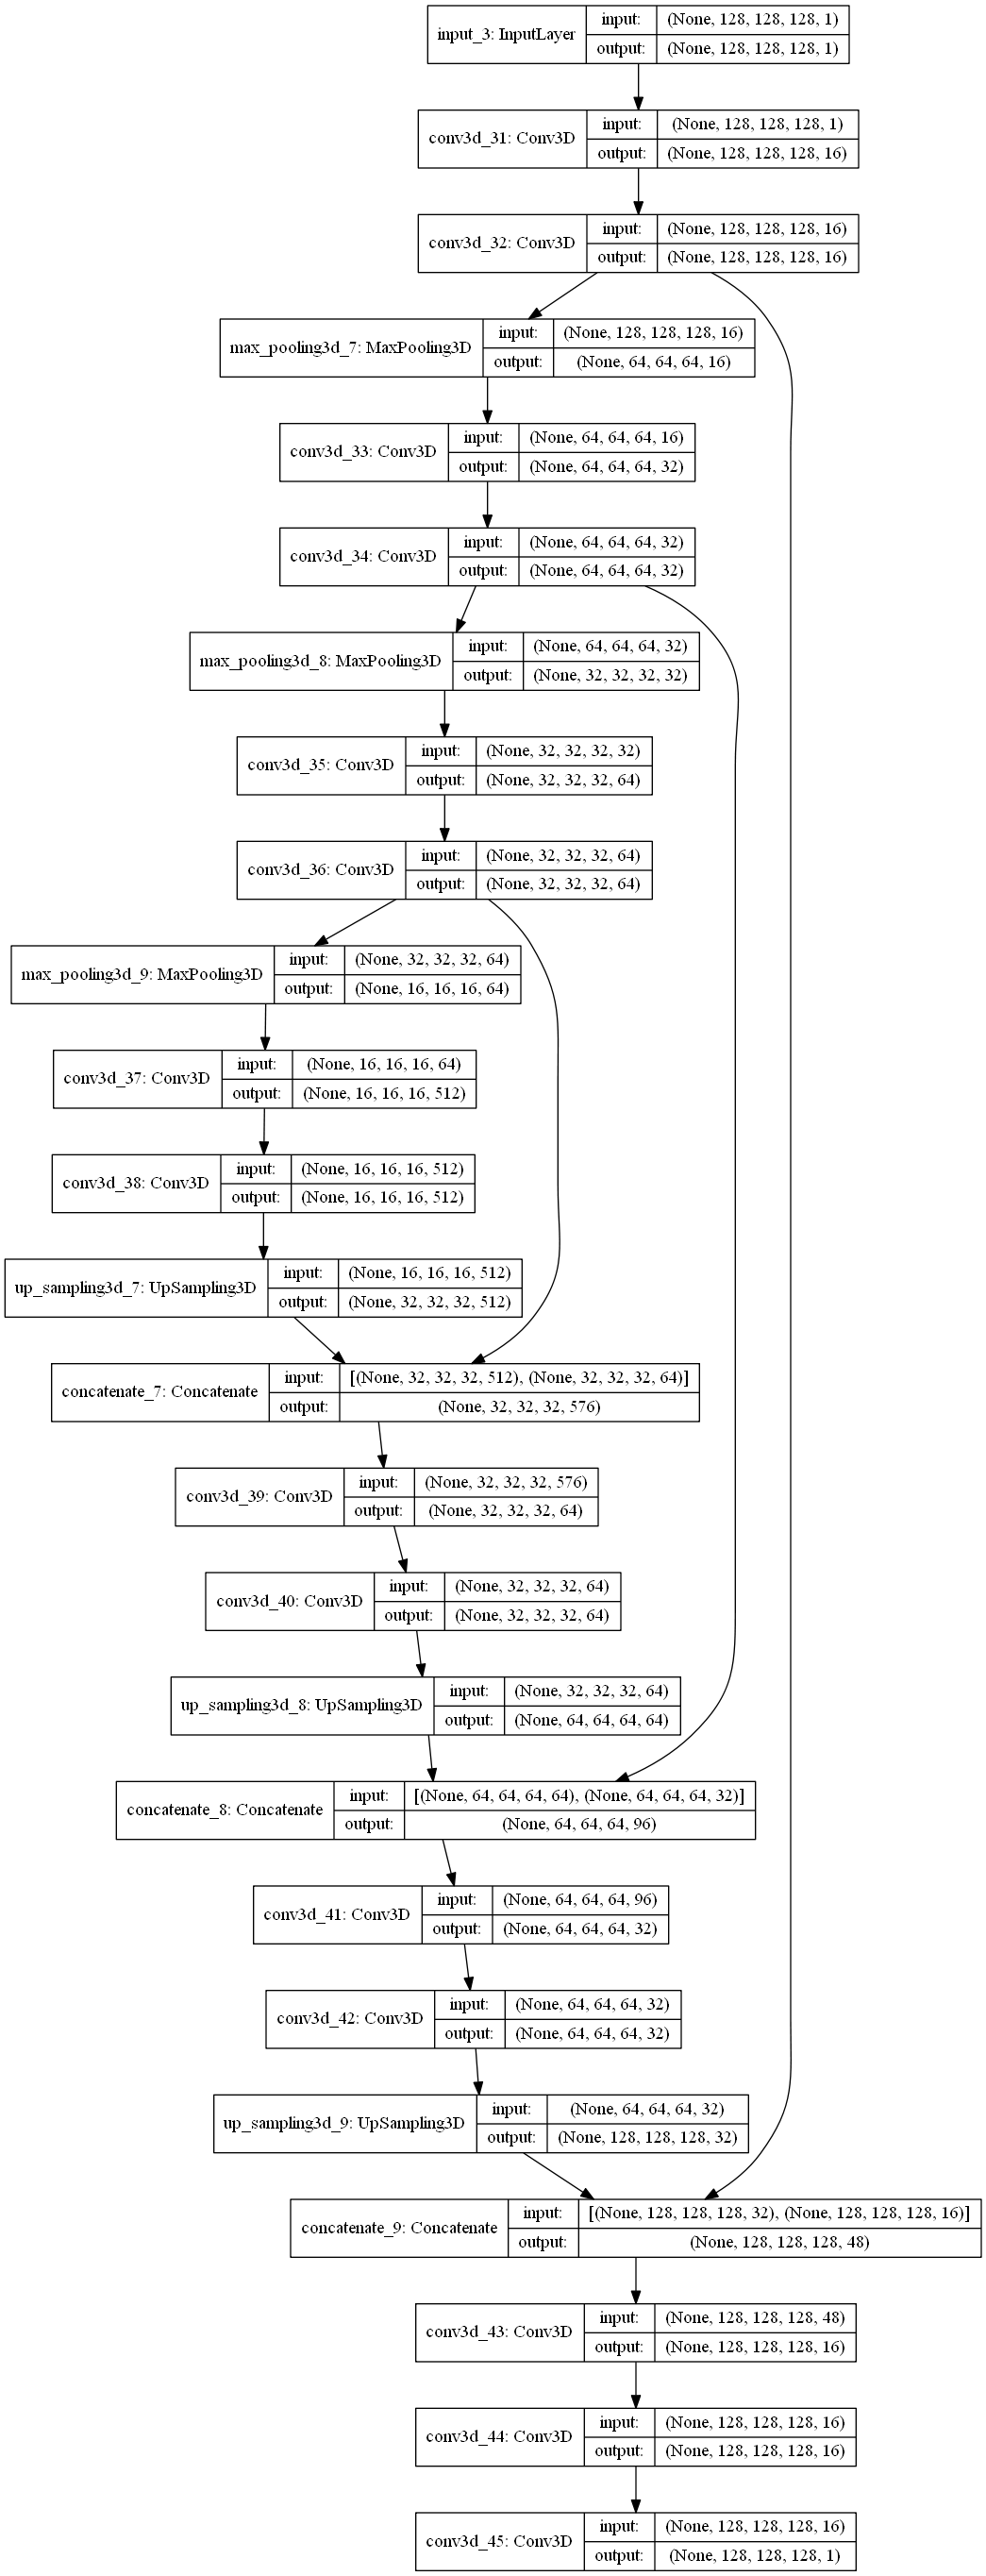 input_3: InputLayer
input: (None, 128, 128, 128, 1)
output: (None, 128, 128, 128, 1)
conv3d_31: Conv3D
input: (None, 128, 128, 128, 1)
output: (None, 128, 128, 128, 16)
conv3d_32: Conv3D
input: (None, 128, 128, 128, 16)
output: (None, 128, 128, 128, 16)
max_pooling3d_7: MaxPooling3D
input: (None, 128, 128, 128, 16)
output: (None, 64, 64, 64, 16)
conv3d_33: Conv3D
input: (None, 64, 64, 64, 16)
output: (None, 64, 64, 64, 32)
conv3d_34: Conv3D
input: (None, 64, 64, 64, 32)
output: (None, 64, 64, 64, 32)
max_pooling3d_8: MaxPooling3D
input: (None, 64, 64, 64, 32)
output: (None, 32, 32, 32, 32)
conv3d_35: Conv3D
input: (None, 32, 32, 32, 32)
output: (None, 32, 32, 32, 64)
conv3d_36: Conv3D
input: (None, 32, 32, 32, 64)
output: (None, 32, 32, 32, 64)
max_pooling3d_9: MaxPooling3D
input: (None, 32, 32, 32, 64)
output: (None, 16, 16, 16, 64)
conv3d_37: Conv3D
input: (None, 16, 16, 16, 64)
output: (None, 16, 16, 16, 512)
conv3d_38: Conv3D
input: (None, 16, 16, 16, 512)
output: (None, 16, 16, 16, 512)
up_sampling3d_7: UpSampling3D
input: (None, 16, 16, 16, 512)
output: (None, 32, 32, 32, 512)
concatenate_7: Concatenate
input: [(None, 32, 32, 32, 512), (None, 32, 32, 32, 64)]
output: (None, 32, 32, 32, 576)
conv3d_39: Conv3D
input: (None, 32, 32, 32, 576)
output: (None, 32, 32, 32, 64)
conv3d_40: Conv3D
input: (None, 32, 32, 32, 64)
output: (None, 32, 32, 32, 64)
up_sampling3d_8: UpSampling3D
input: (None, 32, 32, 32, 64)
output: (None, 64, 64, 64, 64)
concatenate_8: Concatenate
input: [(None, 64, 64, 64, 64), (None, 64, 64, 64, 32)]
output: (None, 64, 64, 64, 96)
conv3d_41: Conv3D
input: (None, 64, 64, 64, 96)
output: (None, 64, 64, 64, 32)
conv3d_42: Conv3D
input: (None, 64, 64, 64, 32)
output: (None, 64, 64, 64, 32)
up_sampling3d_9: UpSampling3D
input: (None, 64, 64, 64, 32)
output: (None, 128, 128, 128, 32)
concatenate_9: Concatenate
input: [(None, 128, 128, 128, 32), (None, 128, 128, 128, 16)]
output: (None, 128, 128, 128, 48)
conv3d_43: Conv3D
input: (None, 128, 128, 128, 48)
output: (None, 128, 128, 128, 16)
conv3d_44: Conv3D
input: (None, 128, 128, 128, 16)
output: (None, 128, 128, 128, 16)
conv3d_45: Conv3D
input: (None, 128, 128, 128, 16)
output: (None, 128, 128, 128, 1)